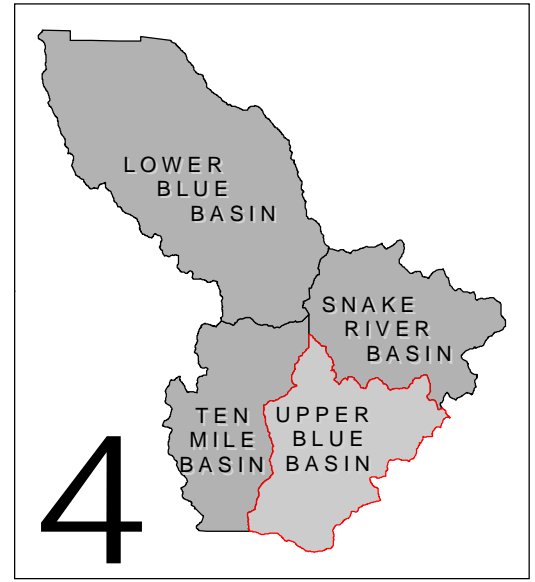 LOWER
BLUE
BASIN
SNAKE
RIVER
BASIN
TEN
MILE
BASIN
UPPER
BLUE
BASIN
4